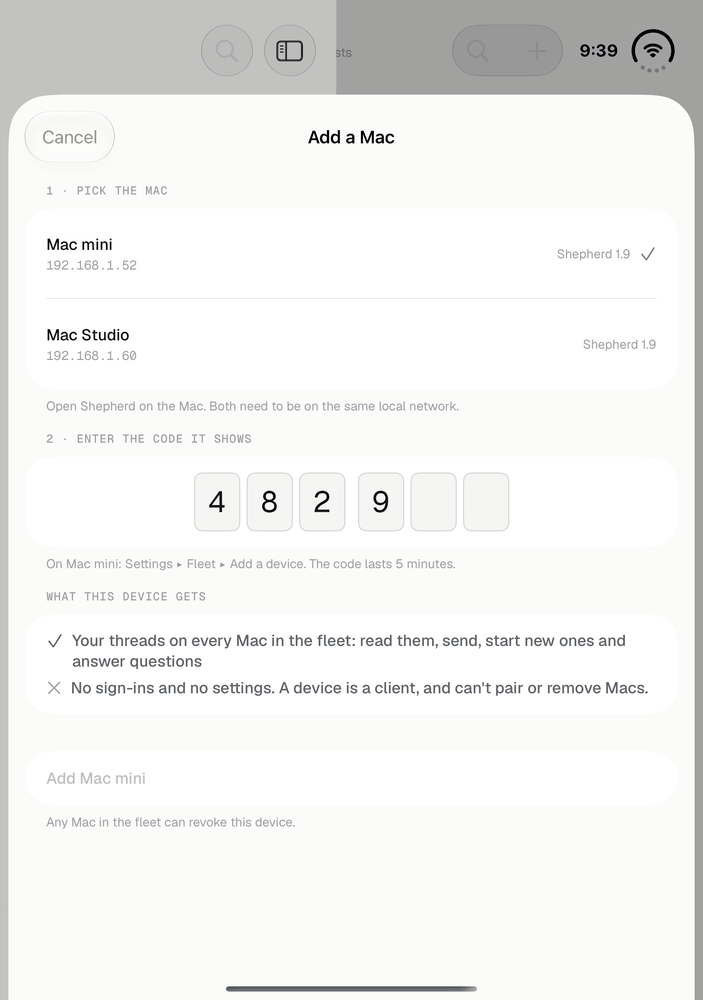 sts
9:39
Cancel
Add a Mac
1 · PICK THE MAC
Mac mini
192.168.1.52
Shepherd 1.9
Mac Studio
192.168.1.60
Shepherd 1.9
Open Shepherd on the Mac. Both need to be on the same local network.
2 · ENTER THE CODE IT SHOWS
4 8 2 9
On Mac mini: Settings ▸ Fleet ▸ Add a device. The code lasts 5 minutes.
WHAT THIS DEVICE GETS
Your threads on every Mac in the fleet: read them, send, start new ones and
answer questions
No sign-ins and no settings. A device is a client, and can't pair or remove Macs.
Add Mac mini
Any Mac in the fleet can revoke this device.